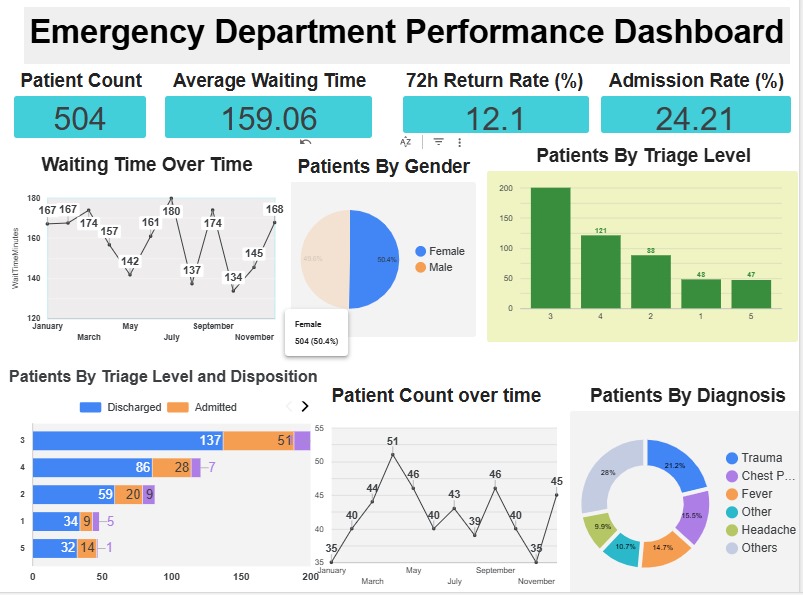 Emergency Department Performance Dashboard
Patient Count
504
Average Waiting Time
159.06
72h Return Rate (%)
12.1
Admission Rate (%)
24.21
Waiting Time Over Time
WaitTimeMinutes
180
160
140
120
167 167 174 157 142 161 180 137 174 134 145 168
January March May July September November
Patients By Gender
49.6%
50.4%
Female
Male
Female
504 (50.4%)
Patients By Triage Level
200
150
100
50
0
121 88 48 47
3 4 2 1 5
Patients By Triage Level and Disposition
Discharged Admitted
3 137 51
4 86 28 7
2 59 20 9
1 34 9 5
5 32 14 1
0 50 100 150 200
Patient Count over time
55
50
45
40
35
35 40 44 51 46 40 43 39 46 40 35 45
January March May July September November
Patients By Diagnosis
28%
21.2%
15.5%
14.7%
10.7%
9.9%
Trauma
Chest P...
Fever
Other
Headache
Others